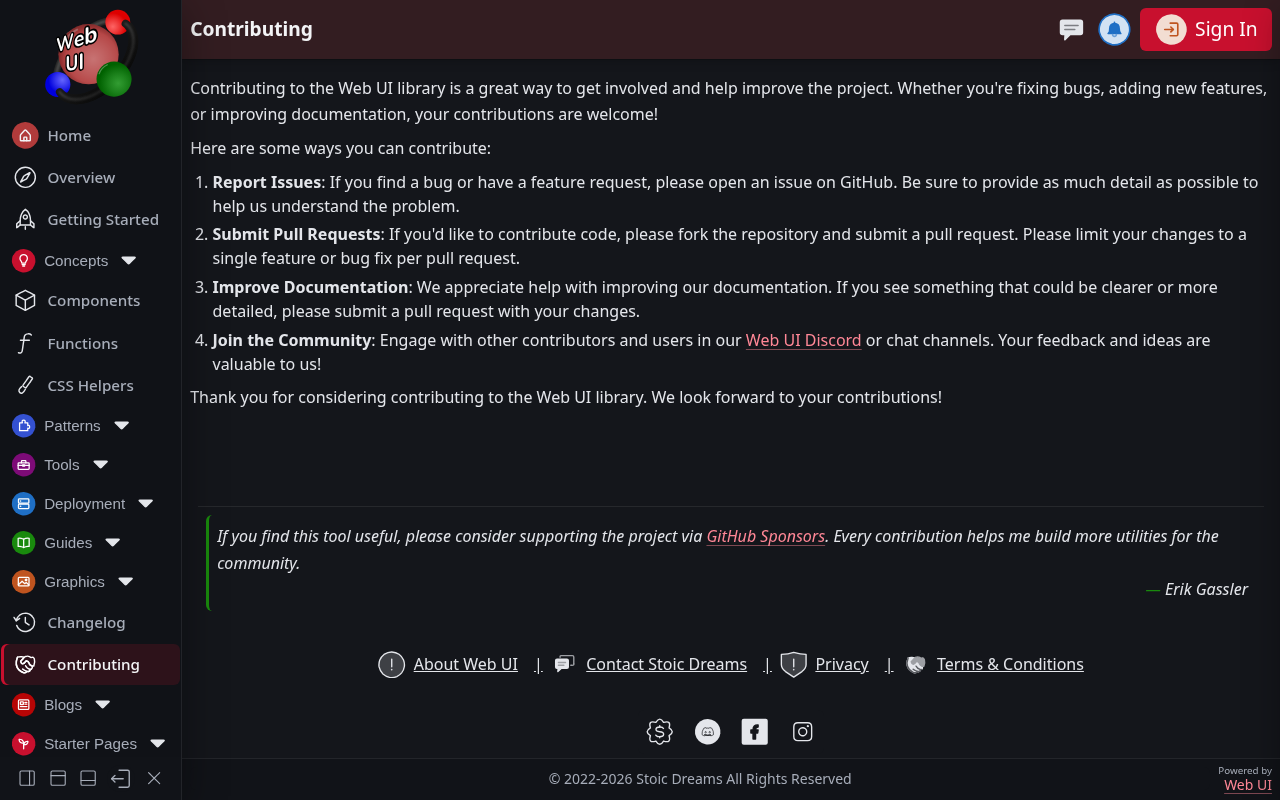 Web
UI
Home
Overview
Getting Started
Concepts
Components
Functions
CSS Helpers
Patterns
Tools
Deployment
Guides
Graphics
Changelog
Contributing
Blogs
Starter Pages
Contributing
Sign In
Contributing to the Web UI library is a great way to get involved and help improve the project. Whether you're fixing bugs, adding new features,
or improving documentation, your contributions are welcome!
Here are some ways you can contribute:
1. Report Issues: If you find a bug or have a feature request, please open an issue on GitHub. Be sure to provide as much detail as possible to
help us understand the problem.
2. Submit Pull Requests: If you'd like to contribute code, please fork the repository and submit a pull request. Please limit your changes to a
single feature or bug fix per pull request.
3. Improve Documentation: We appreciate help with improving our documentation. If you see something that could be clearer or more
detailed, please submit a pull request with your changes.
4. Join the Community: Engage with other contributors and users in our Web UI Discord or chat channels. Your feedback and ideas are
valuable to us!
Thank you for considering contributing to the Web UI library. We look forward to your contributions!
If you find this tool useful, please consider supporting the project via GitHub Sponsors. Every contribution helps me build more utilities for the
community.
— Erik Gassler
About Web UI | Contact Stoic Dreams | Privacy | Terms & Conditions
© 2022-2026 Stoic Dreams All Rights Reserved
Powered by
Web UI